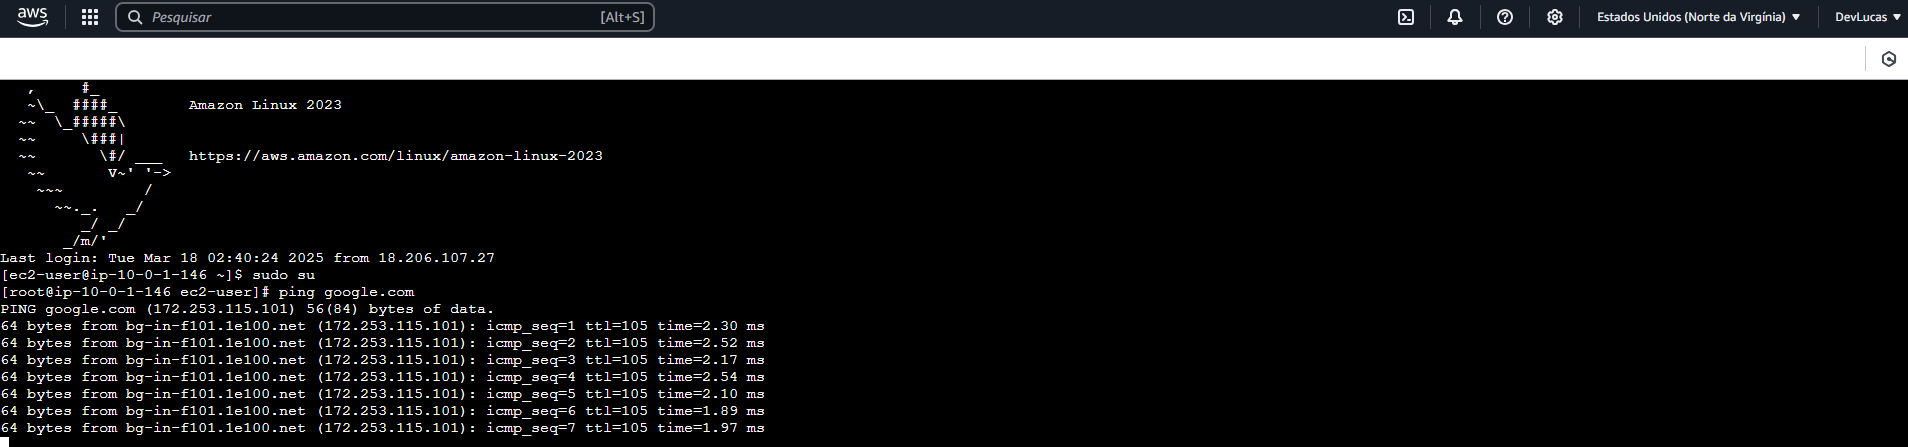 aws
Pesquisar [Alt+S] Estados Unidos (Norte da Virgínia) ▼ DevLucas ▼
   ,     #_
   ~\_  ####_        Amazon Linux 2023
  ~~  \_#####\
  ~~     \###|
  ~~       \#/ ___   https://aws.amazon.com/linux/amazon-linux-2023
   ~~       V~' '->
    ~~~         /
      ~~._.   _/
         _/ _/
       _/m/'
Last login: Tue Mar 18 02:40:24 2025 from 18.206.107.27
[ec2-user@ip-10-0-1-146 ~]$ sudo su
[root@ip-10-0-1-146 ec2-user]# ping google.com
PING google.com (172.253.115.101) 56(84) bytes of data.
64 bytes from bg-in-f101.1e100.net (172.253.115.101): icmp_seq=1 ttl=105 time=2.30 ms
64 bytes from bg-in-f101.1e100.net (172.253.115.101): icmp_seq=2 ttl=105 time=2.52 ms
64 bytes from bg-in-f101.1e100.net (172.253.115.101): icmp_seq=3 ttl=105 time=2.17 ms
64 bytes from bg-in-f101.1e100.net (172.253.115.101): icmp_seq=4 ttl=105 time=2.54 ms
64 bytes from bg-in-f101.1e100.net (172.253.115.101): icmp_seq=5 ttl=105 time=2.10 ms
64 bytes from bg-in-f101.1e100.net (172.253.115.101): icmp_seq=6 ttl=105 time=1.89 ms
64 bytes from bg-in-f101.1e100.net (172.253.115.101): icmp_seq=7 ttl=105 time=1.97 ms